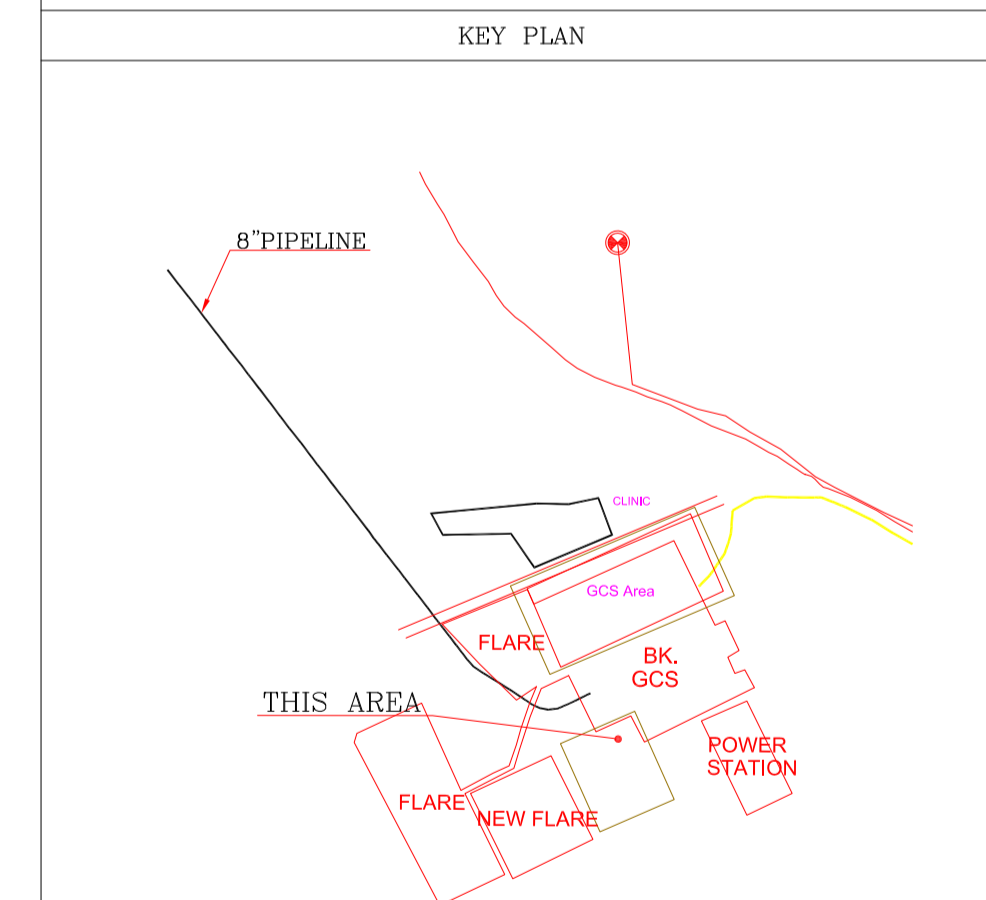 KEY PLAN
8"PIPELINE
CLINIC
GCS Area
FLARE
BK.
GCS
THIS AREA
POWER
STATION
FLARE
NEW FLARE